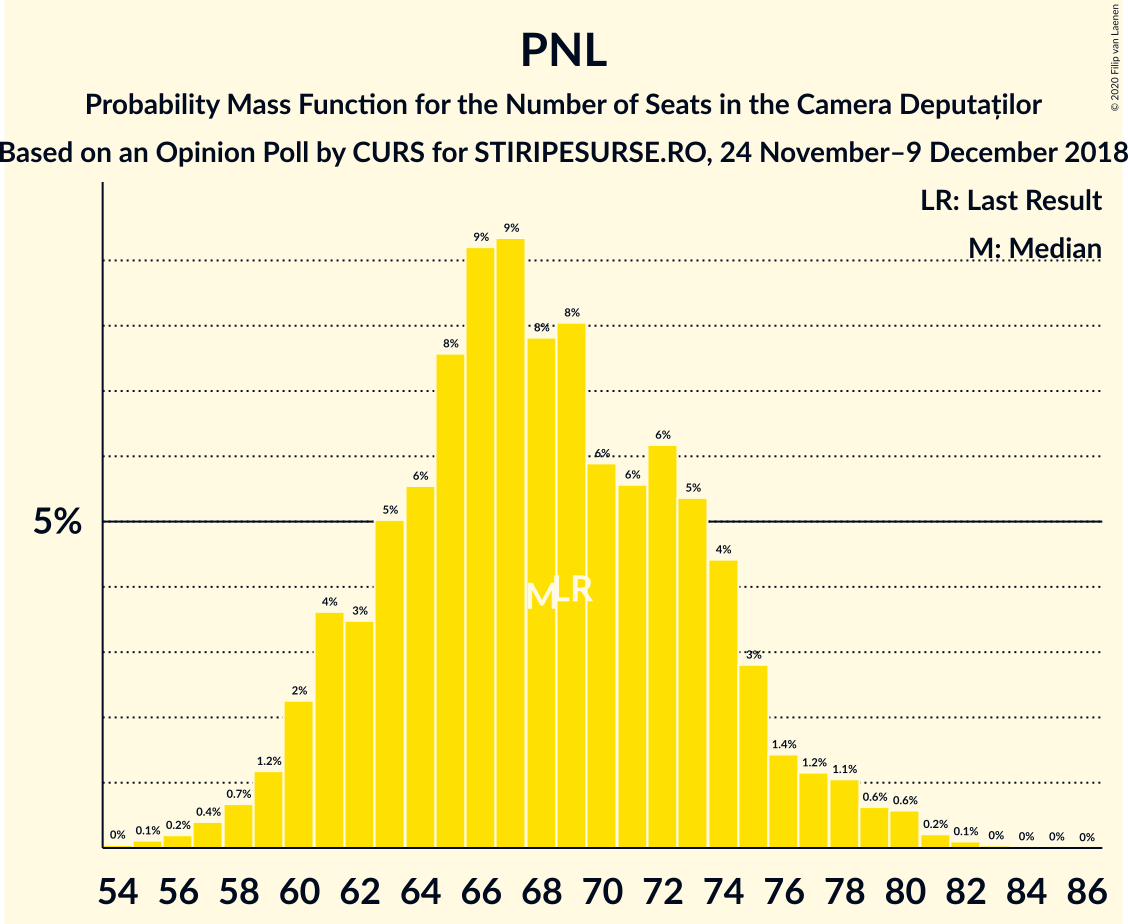 PNL
Probability Mass Function for the Number of Seats in the Camera Deputaților
Based on an Opinion Poll by CURS for STIRIPESURSE.RO, 24 November–9 December 2018
© 2020 Filip van Laenen
LR: Last Result
M: Median
5%
0% 0.1% 0.2% 0.4% 0.7% 1.2% 2% 4% 3% 5% 6% 8% 9% 9% 8% 8% 6% 6% 6% 5% 4% 3% 1.4% 1.2% 1.1% 0.6% 0.6% 0.2% 0.1% 0% 0% 0% 0%
M LR
54 56 58 60 62 64 66 68 70 72 74 76 78 80 82 84 86